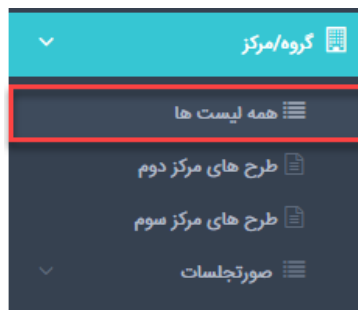 گروه/مرکز
همه لیست ها
طرح های مرکز دوم
طرح های مرکز سوم
صورتجلسات